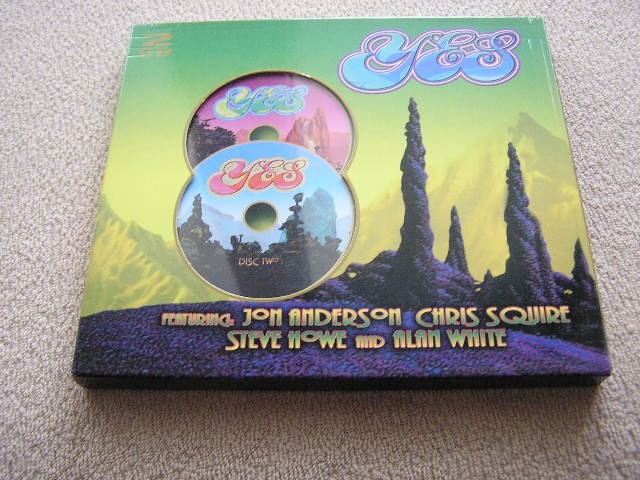 YES
YES
YES
DISC TWO
FEATURING: JON ANDERSON CHRIS SQUIRE
STEVE HOWE AND ALAN WHITE